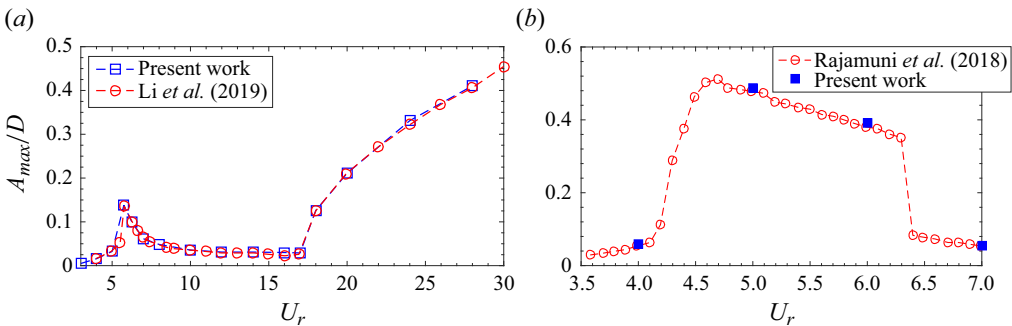 (a)
0.5
0.4
0.3
0.2
0.1
0
A_max/D
Present work
Li et al. (2019)
5 10 15 20 25 30
U_r
(b)
0.6
0.4
0.2
0
Rajamuni et al. (2018)
Present work
3.5 4.0 4.5 5.0 5.5 6.0 6.5 7.0
U_r